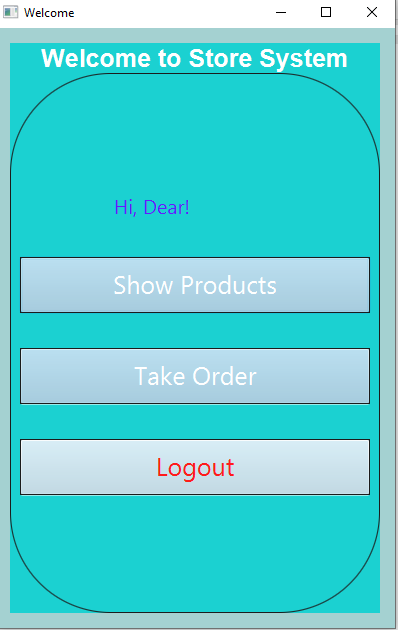 Welcome
Welcome to Store System
Hi, Dear!
Show Products
Take Order
Logout